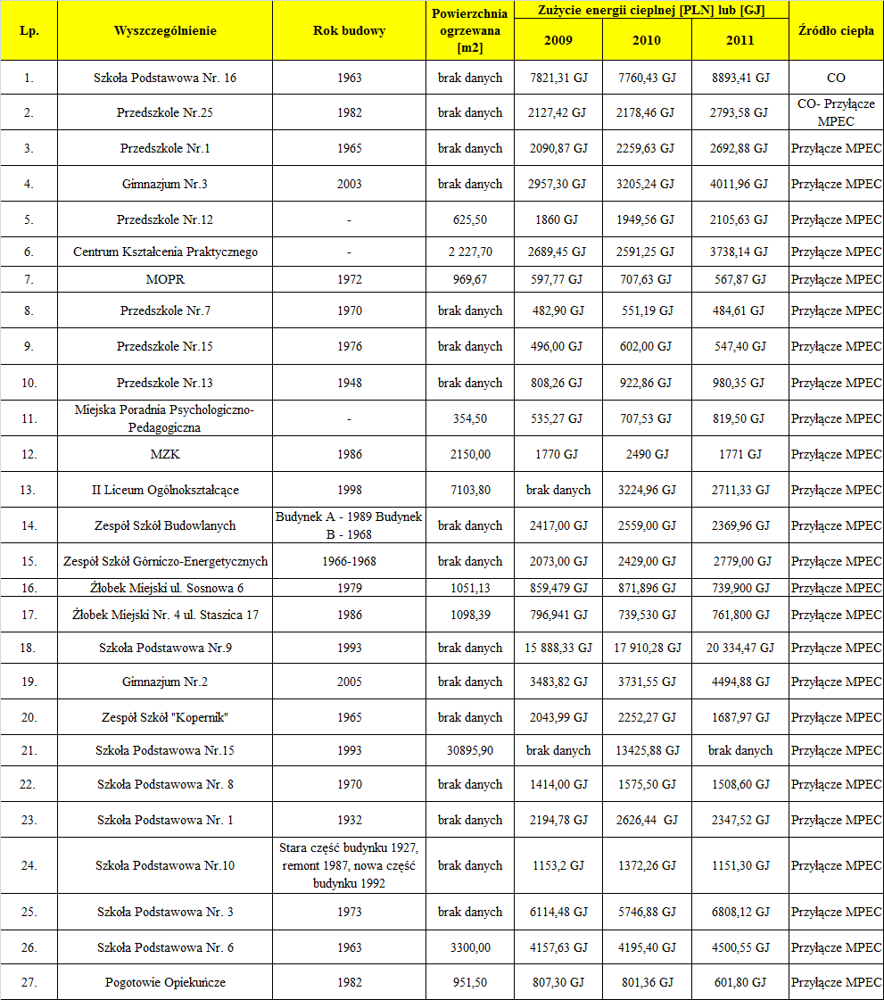 Lp. Wyszczególnienie Rok budowy Powierzchnia ogrzewana [m2] Zużycie energii cieplnej [PLN] lub [GJ] Źródło ciepła
2009 2010 2011
1. Szkoła Podstawowa Nr. 16 1963 brak danych 7821,31 GJ 7760,43 GJ 8893,41 GJ CO
2. Przedszkole Nr.25 1982 brak danych 2127,42 GJ 2178,46 GJ 2793,58 GJ CO- Przyłącze MPEC
3. Przedszkole Nr.1 1965 brak danych 2090,87 GJ 2259,63 GJ 2692,88 GJ Przyłącze MPEC
4. Gimnazjum Nr.3 2003 brak danych 2957,30 GJ 3205,24 GJ 4011,96 GJ Przyłącze MPEC
5. Przedszkole Nr.12 - 625,50 1860 GJ 1949,56 GJ 2105,63 GJ Przyłącze MPEC
6. Centrum Kształcenia Praktycznego - 2 227,70 2689,45 GJ 2591,25 GJ 3738,14 GJ Przyłącze MPEC
7. MOPR 1972 969,67 597,77 GJ 707,63 GJ 567,87 GJ Przyłącze MPEC
8. Przedszkole Nr.7 1970 brak danych 482,90 GJ 551,19 GJ 484,61 GJ Przyłącze MPEC
9. Przedszkole Nr.15 1976 brak danych 496,00 GJ 602,00 GJ 547,40 GJ Przyłącze MPEC
10. Przedszkole Nr.13 1948 brak danych 808,26 GJ 922,86 GJ 980,35 GJ Przyłącze MPEC
11. Miejska Poradnia Psychologiczno-Pedagogiczna - 354,50 535,27 GJ 707,53 GJ 819,50 GJ Przyłącze MPEC
12. MZK 1986 2150,00 1770 GJ 2490 GJ 1771 GJ Przyłącze MPEC
13. II Liceum Ogólnokształcące 1998 7103,80 brak danych 3224,96 GJ 2711,33 GJ Przyłącze MPEC
14. Zespół Szkół Budowlanych Budynek A - 1989 Budynek B - 1968 brak danych 2417,00 GJ 2559,00 GJ 2369,96 GJ Przyłącze MPEC
15. Zespół Szkół Górniczo-Energetycznych 1966-1968 brak danych 2073,00 GJ 2429,00 GJ 2779,00 GJ Przyłącze MPEC
16. Żłobek Miejski ul. Sosnowa 6 1979 1051,13 859,479 GJ 871,896 GJ 739,900 GJ Przyłącze MPEC
17. Żłobek Miejski Nr. 4 ul. Staszica 17 1986 1098,39 796,941 GJ 739,530 GJ 761,800 GJ Przyłącze MPEC
18. Szkoła Podstawowa Nr.9 1993 brak danych 15 888,33 GJ 17 910,28 GJ 20 334,47 GJ Przyłącze MPEC
19. Gimnazjum Nr.2 2005 brak danych 3483,82 GJ 3731,55 GJ 4494,88 GJ Przyłącze MPEC
20. Zespół Szkół "Kopernik" 1965 brak danych 2043,99 GJ 2252,27 GJ 1687,97 GJ Przyłącze MPEC
21. Szkoła Podstawowa Nr.15 1993 30895,90 brak danych 13425,88 GJ brak danych Przyłącze MPEC
22. Szkoła Podstawowa Nr. 8 1970 brak danych 1414,00 GJ 1575,50 GJ 1508,60 GJ Przyłącze MPEC
23. Szkoła Podstawowa Nr. 1 1932 brak danych 2194,78 GJ 2626,44 GJ 2347,52 GJ Przyłącze MPEC
24. Szkoła Podstawowa Nr.10 Stara część budynku 1927, remont 1987, nowa część budynku 1992 brak danych 1153,2 GJ 1372,26 GJ 1151,30 GJ Przyłącze MPEC
25. Szkoła Podstawowa Nr. 3 1973 brak danych 6114,48 GJ 5746,88 GJ 6808,12 GJ Przyłącze MPEC
26. Szkoła Podstawowa Nr. 6 1963 3300,00 4157,63 GJ 4195,40 GJ 4500,55 GJ Przyłącze MPEC
27. Pogotowie Opiekuńcze 1982 951,50 807,30 GJ 801,36 GJ 601,80 GJ Przyłącze MPEC